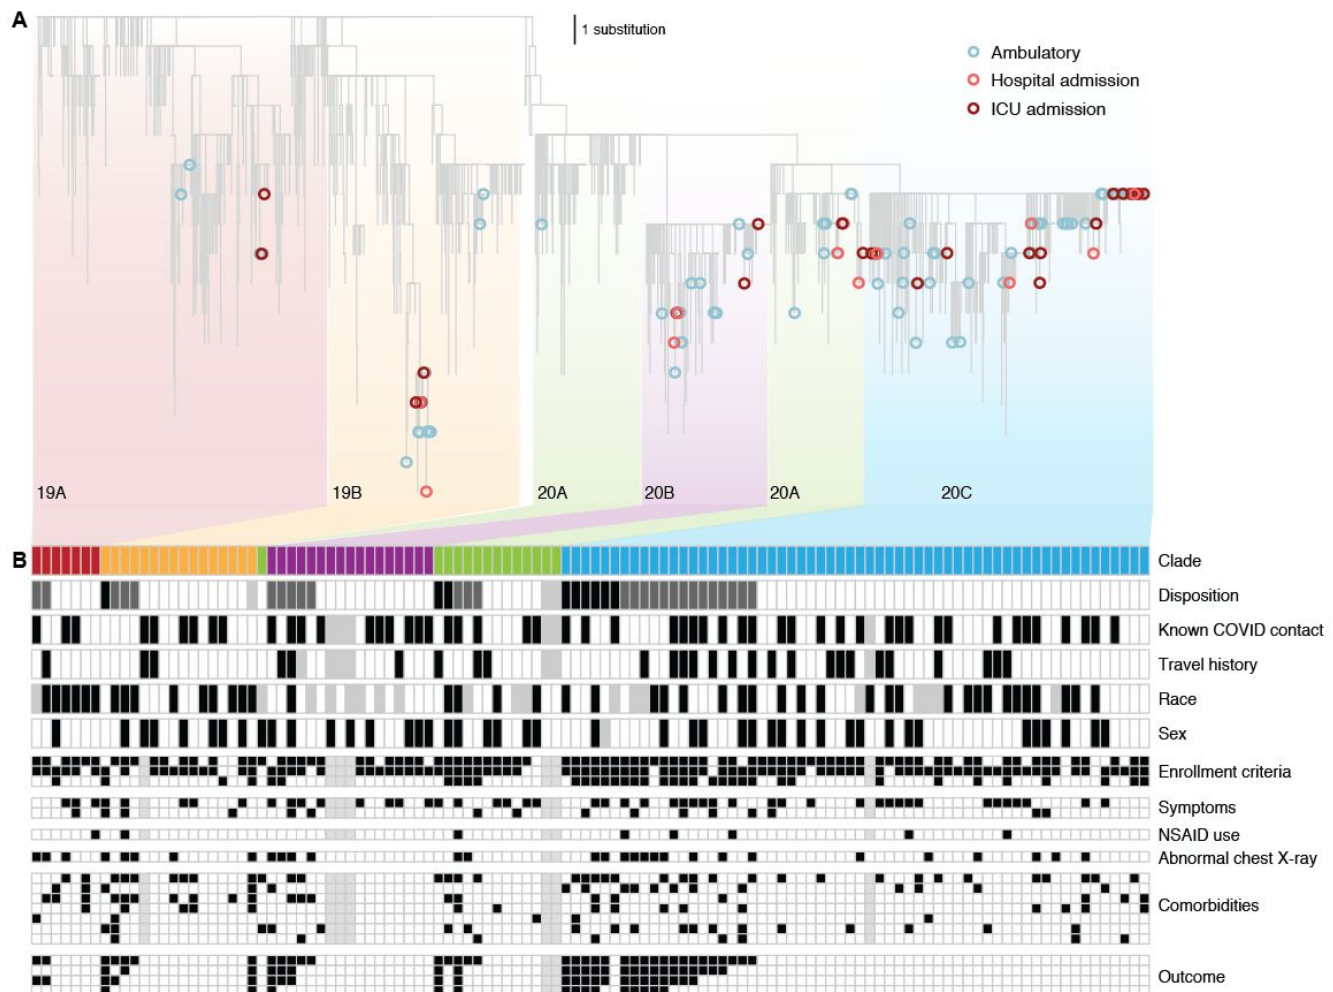 A
1 substitution
Ambulatory
Hospital admission
ICU admission
19A
19B
20A
20B
20A
20C
B
Clade
Disposition
Known COVID contact
Travel history
Race
Sex
Enrollment criteria
Symptoms
NSAID use
Abnormal chest X-ray
Comorbidities
Outcome